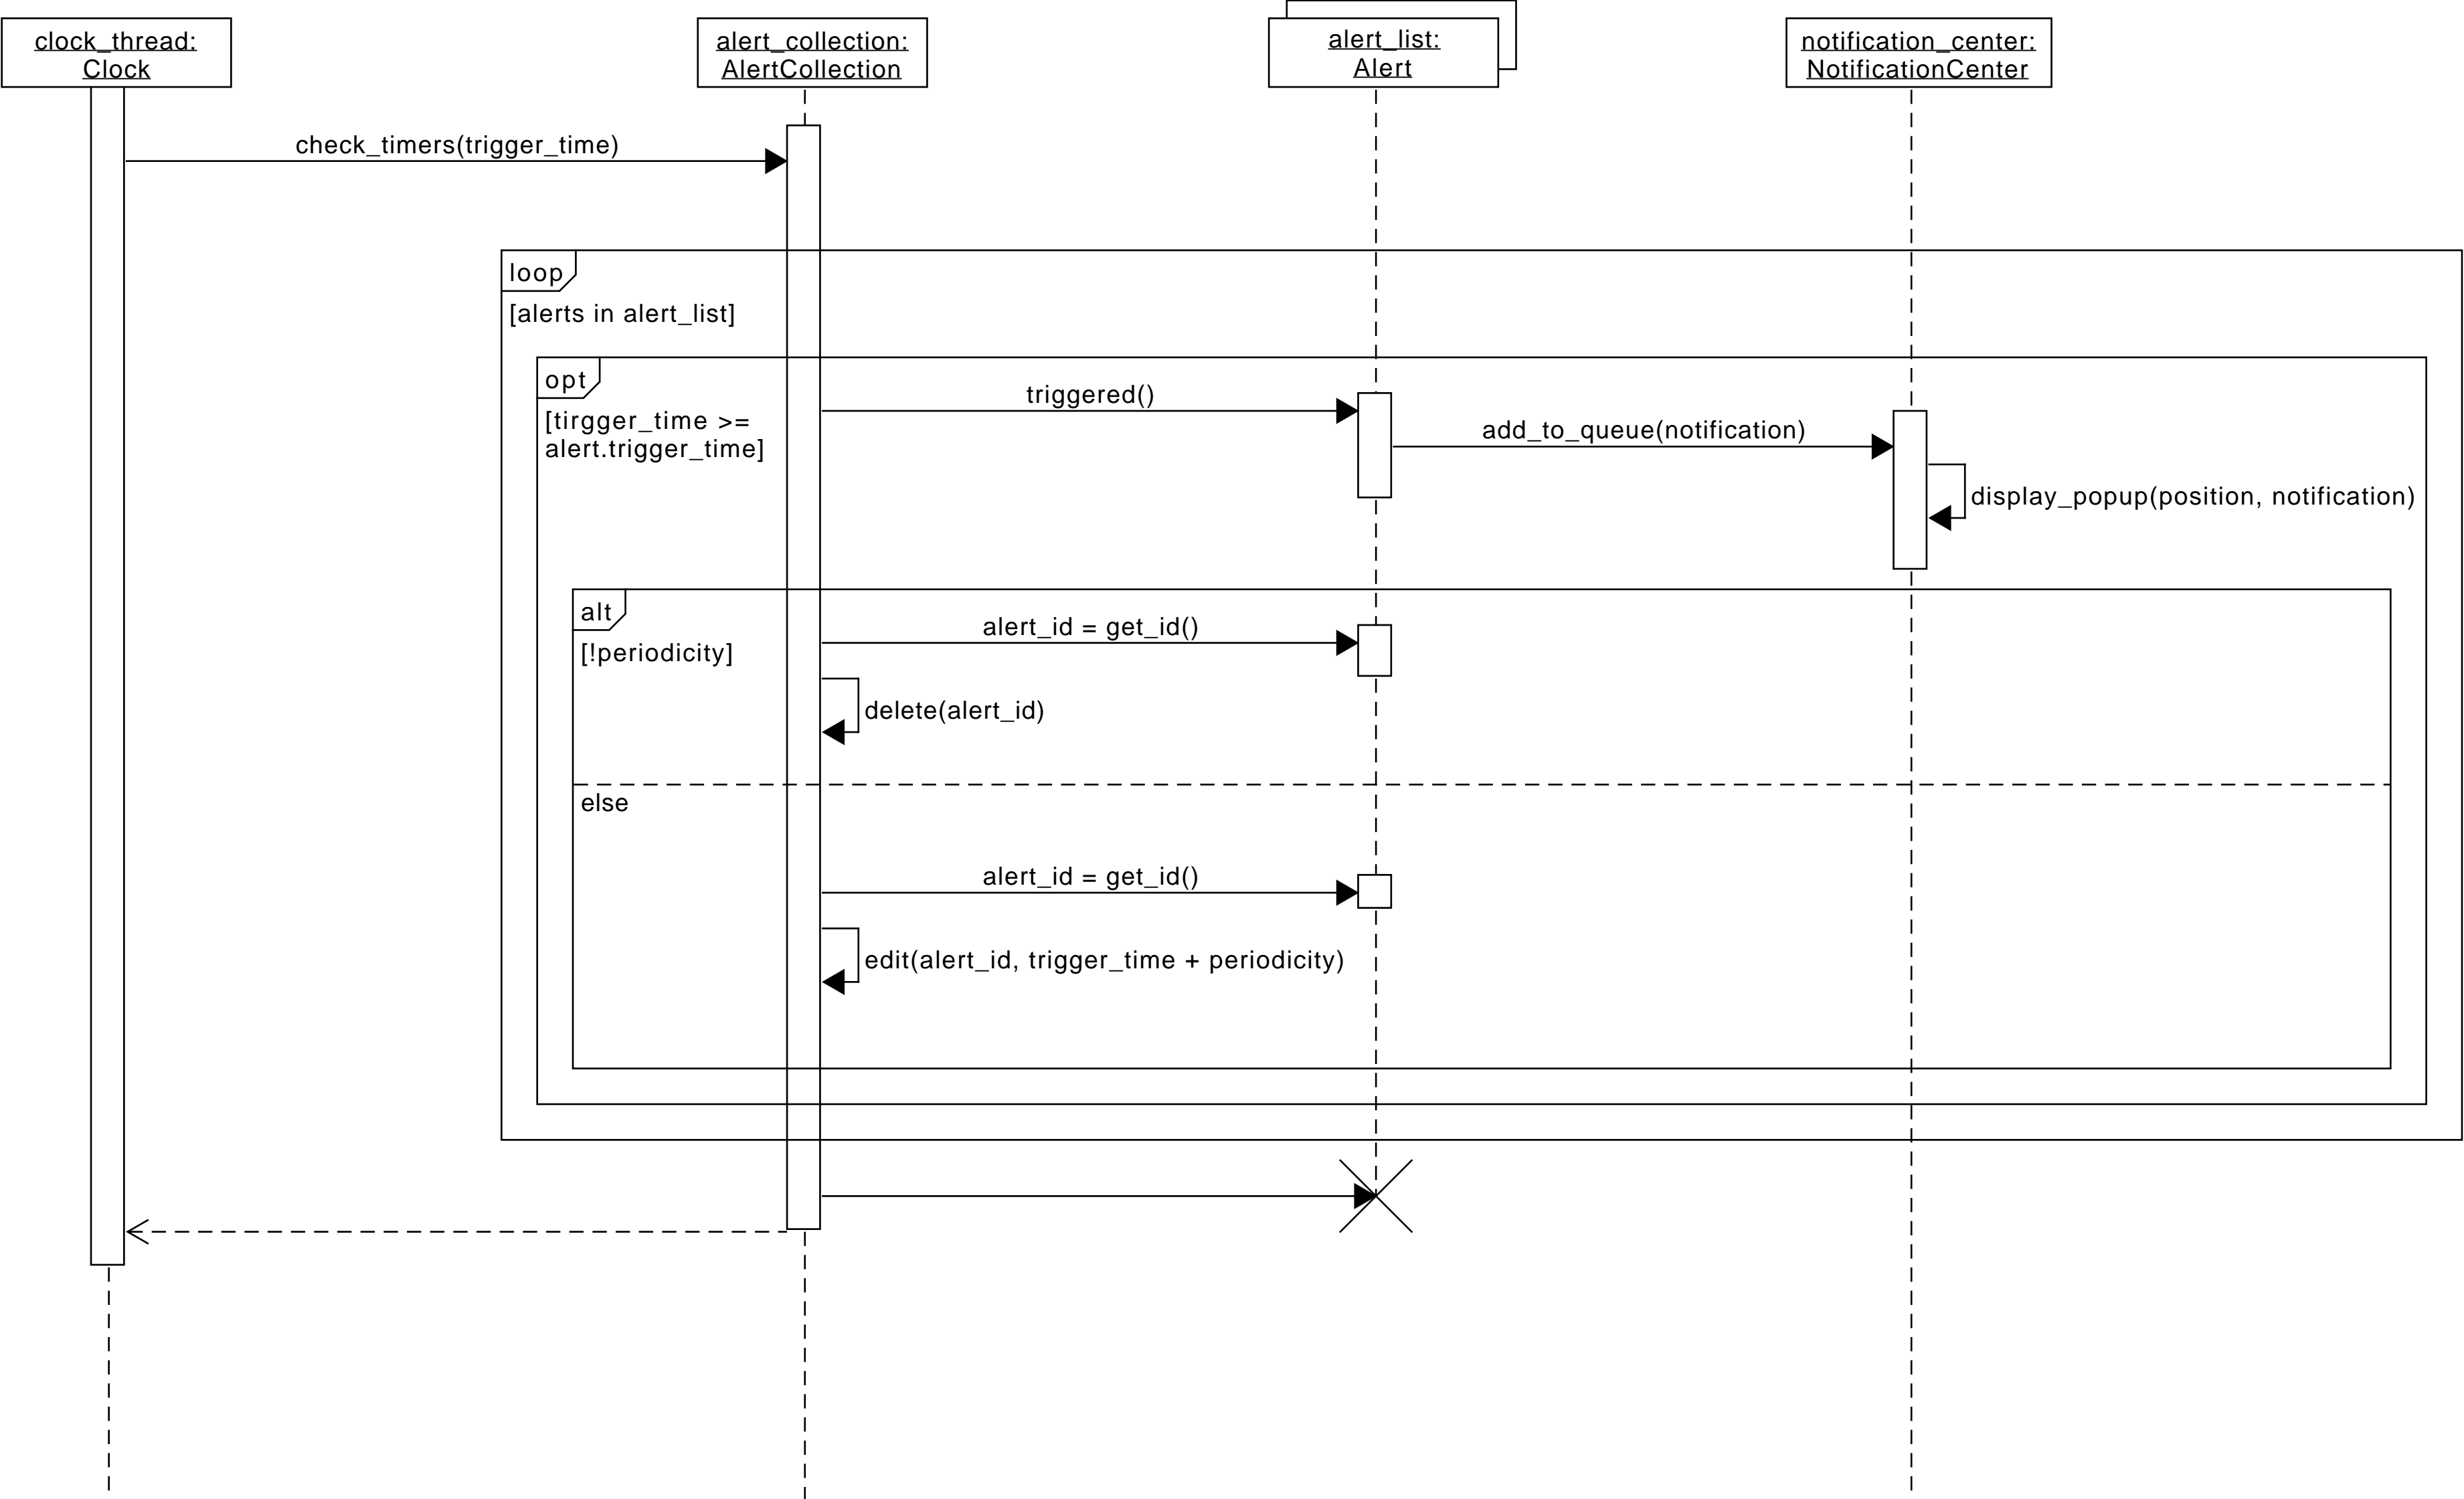 clock_thread:
Clock
alert_collection:
AlertCollection
alert_list:
Alert
notification_center:
NotificationCenter
check_timers(trigger_time)
loop
[alerts in alert_list]
opt
[tirgger_time >=
alert.trigger_time]
triggered()
add_to_queue(notification)
display_popup(position, notification)
alt
[!periodicity]
alert_id = get_id()
delete(alert_id)
else
alert_id = get_id()
edit(alert_id, trigger_time + periodicity)